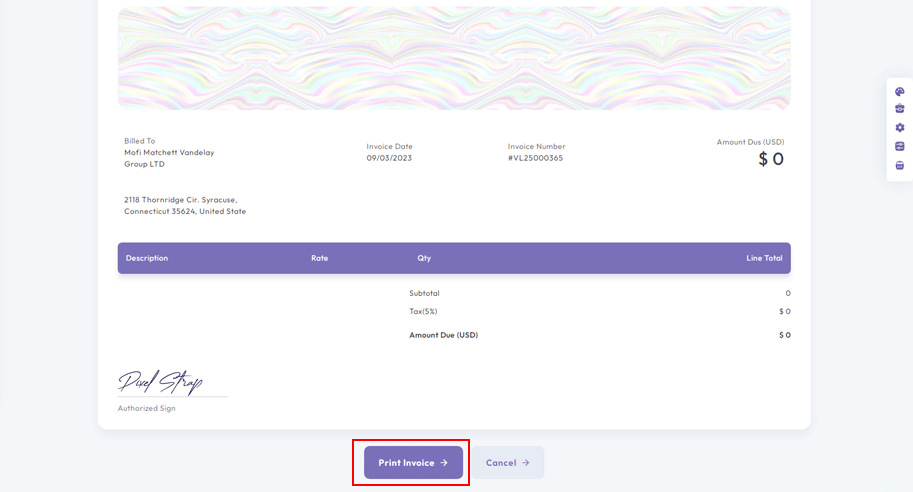 Billed To
Mofi Matchett Vandelay
Group LTD
Invoice Date
09/03/2023
Invoice Number
#VL25000365
Amount Dus (USD)
$ 0
2118 Thornridge Cir. Syracuse,
Connecticut 35624, United State
Description Rate Qty Line Total
Subtotal 0
Tax(5%) $ 0
Amount Due (USD) $ 0
Pixel Strap
Authorized Sign
Print Invoice → Cancel →